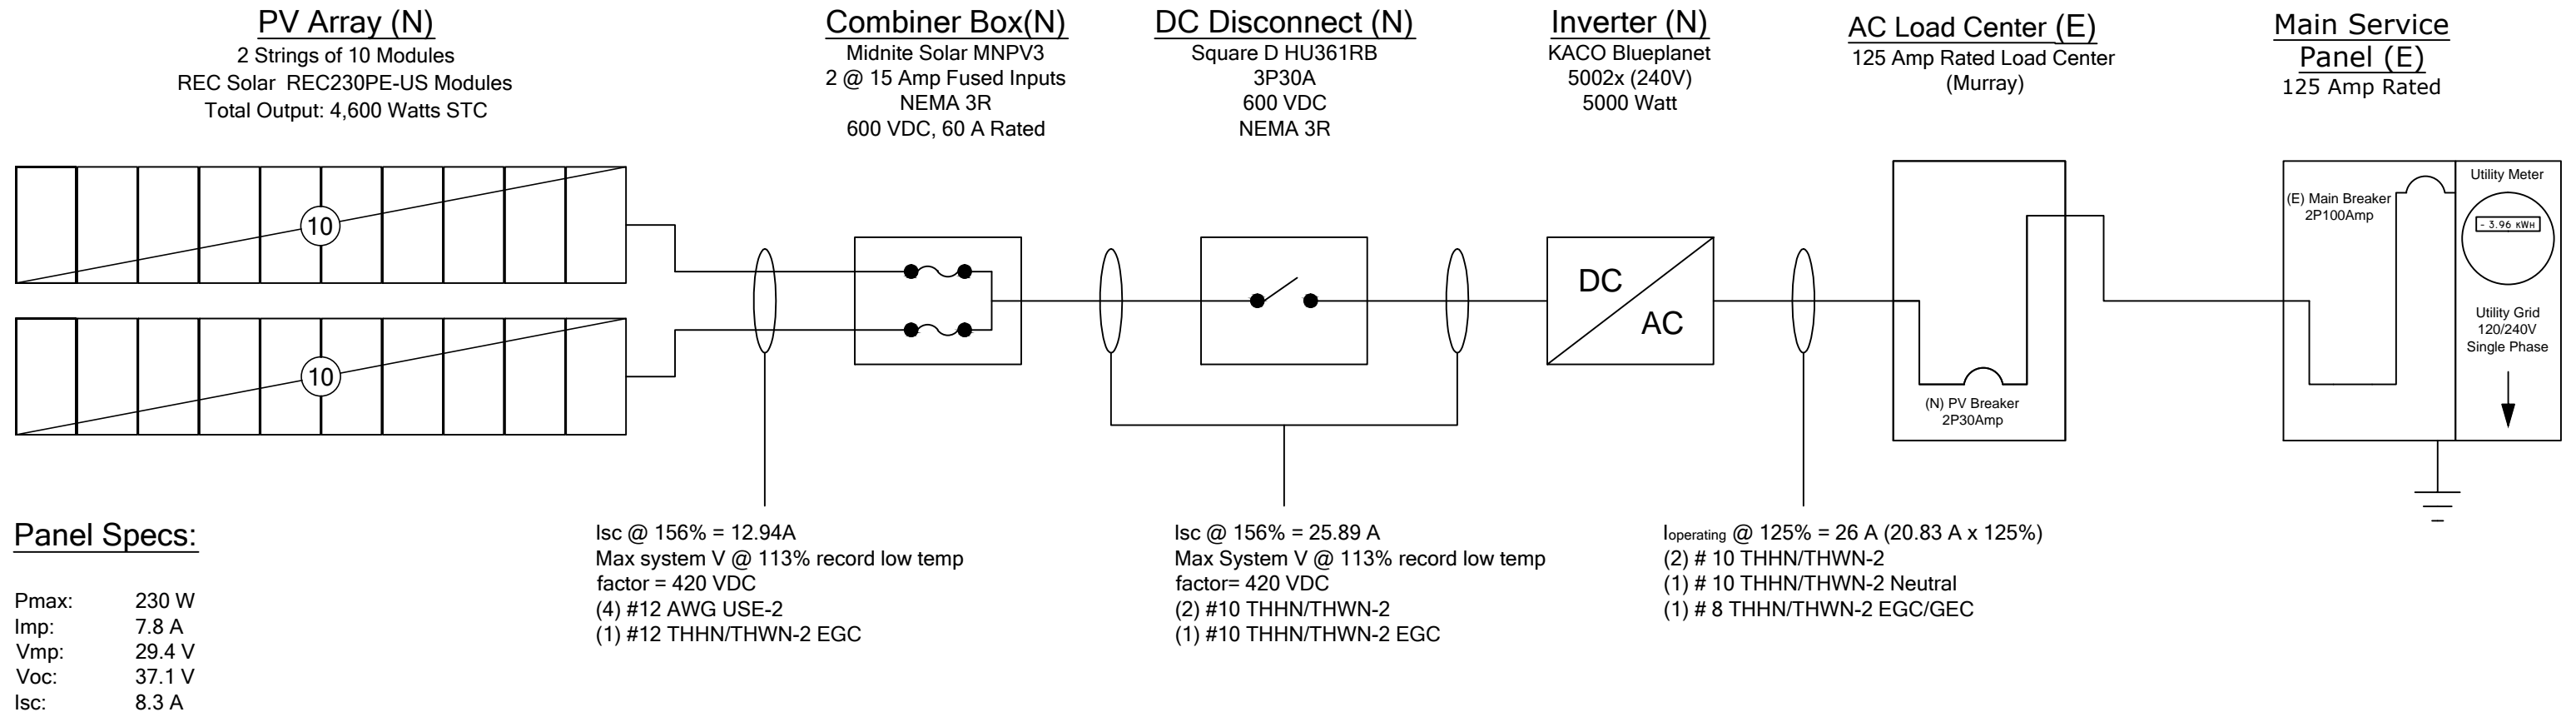 PV Array (N)
2 Strings of 10 Modules
REC Solar REC230PE-US Modules
Total Output: 4,600 Watts STC
Combiner Box(N)
Midnite Solar MNPV3
2 @ 15 Amp Fused Inputs
NEMA 3R
600 VDC, 60 A Rated
DC Disconnect (N)
Square D HU361RB
3P30A
600 VDC
NEMA 3R
Inverter (N)
KACO Blueplanet
5002x (240V)
5000 Watt
AC Load Center (E)
125 Amp Rated Load Center
(Murray)
Main Service
Panel (E)
125 Amp Rated
10
10
DC
AC
(N) PV Breaker
2P30Amp
(E) Main Breaker
2P100Amp
Utility Meter
- 3.96 KWH
Utility Grid
120/240V
Single Phase
Panel Specs:
Pmax: 230 W
Imp: 7.8 A
Vmp: 29.4 V
Voc: 37.1 V
Isc: 8.3 A
Isc @ 156% = 12.94A
Max system V @ 113% record low temp
factor = 420 VDC
(4) #12 AWG USE-2
(1) #12 THHN/THWN-2 EGC
Isc @ 156% = 25.89 A
Max System V @ 113% record low temp
factor= 420 VDC
(2) #10 THHN/THWN-2
(1) #10 THHN/THWN-2 EGC
Ioperating @ 125% = 26 A (20.83 A x 125%)
(2) # 10 THHN/THWN-2
(1) # 10 THHN/THWN-2 Neutral
(1) # 8 THHN/THWN-2 EGC/GEC